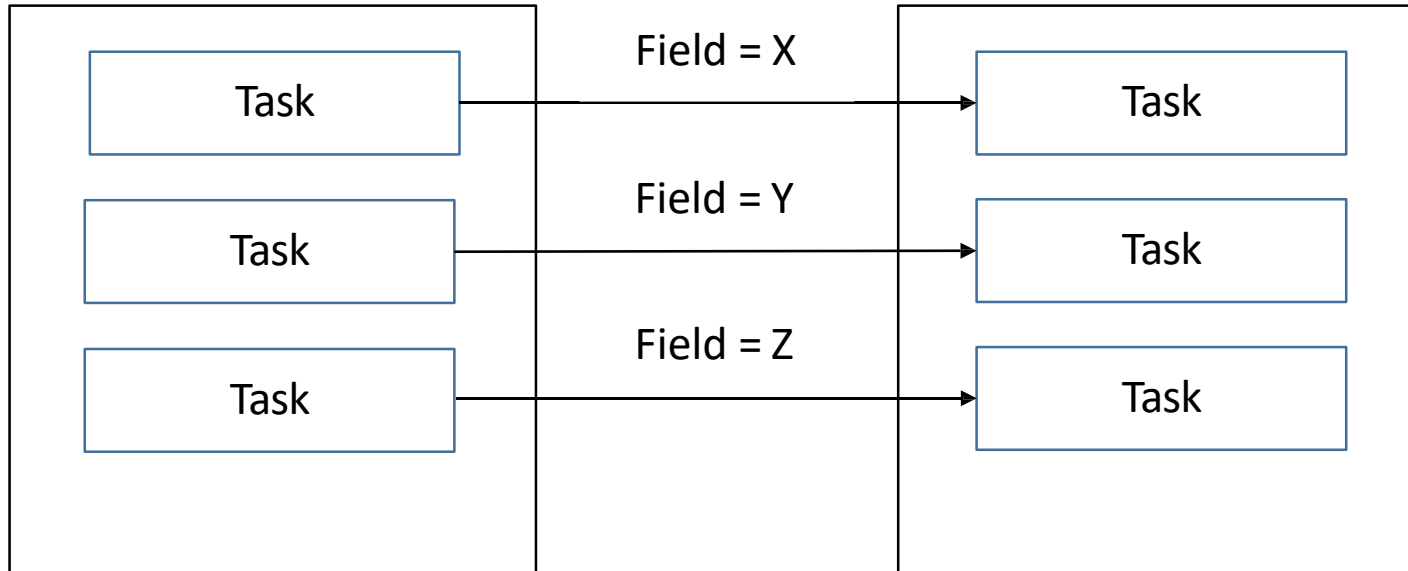 Field = X
Task
Task
Field = Y
Task
Task
Field = Z
Task
Task